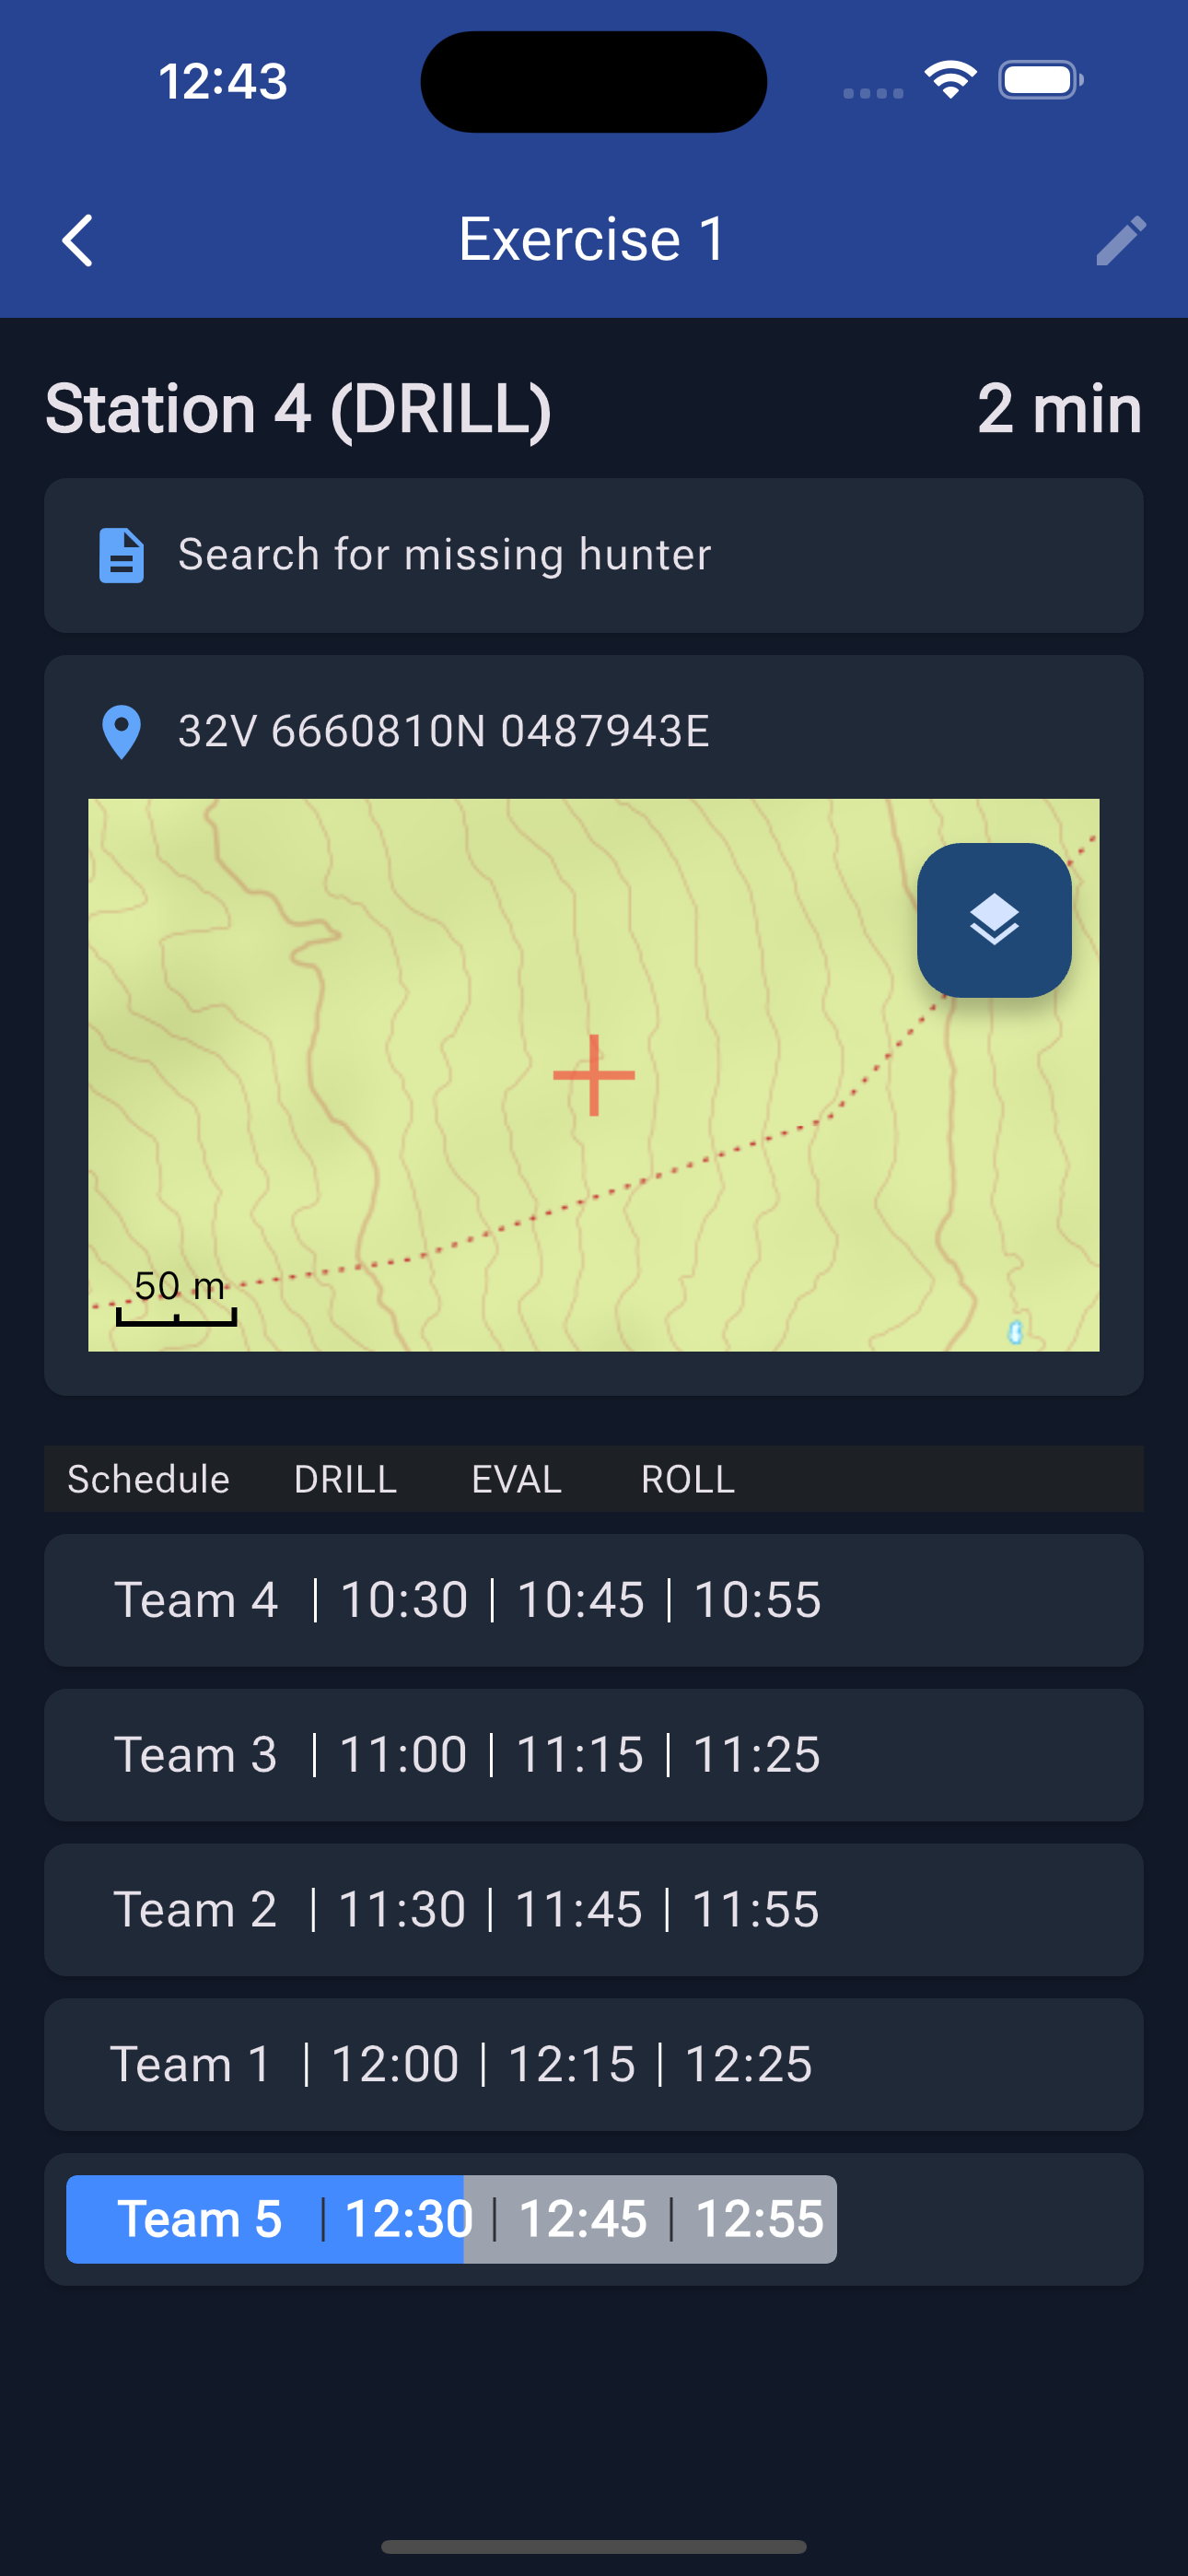 12:43
Exercise 1
Station 4 (DRILL) 2 min
Search for missing hunter
32V 6660810N 0487943E
50 m
Schedule DRILL EVAL ROLL
Team 4 | 10:30 | 10:45 | 10:55
Team 3 | 11:00 | 11:15 | 11:25
Team 2 | 11:30 | 11:45 | 11:55
Team 1 | 12:00 | 12:15 | 12:25
Team 5 | 12:30 | 12:45 | 12:55